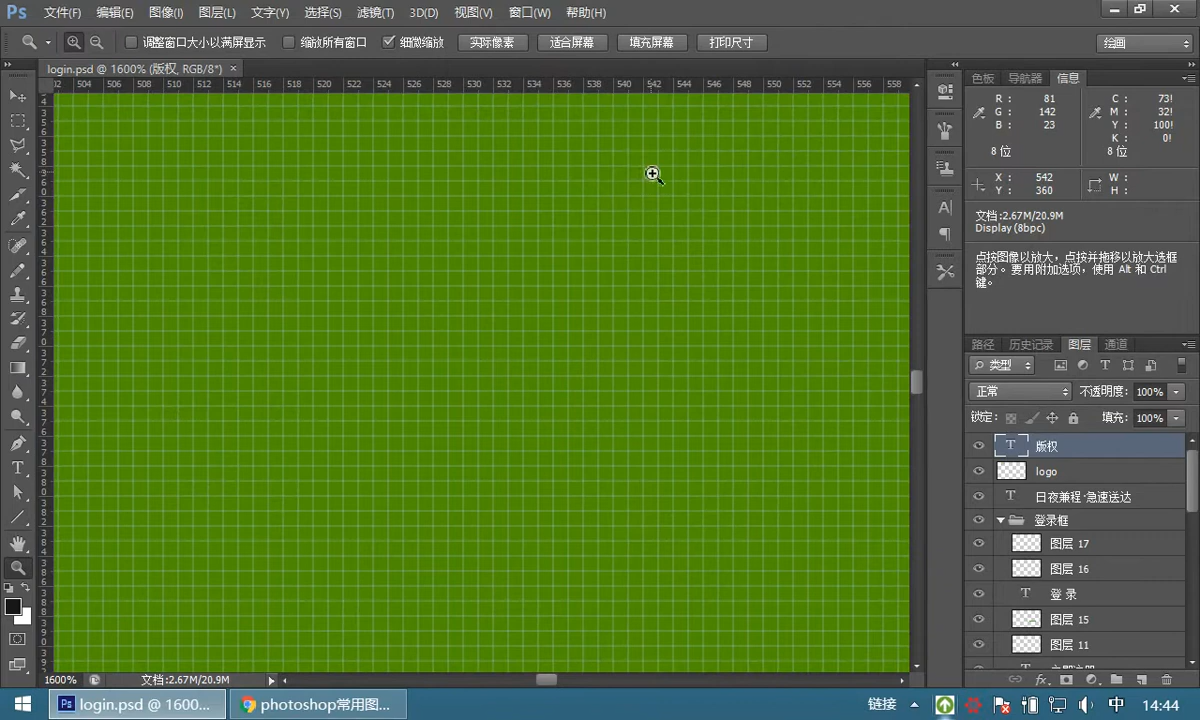 Ps 文件(F) 编辑(E) 图像(I) 图层(L) 文字(Y) 选择(S) 滤镜(T) 3D(D) 视图(V) 窗口(W) 帮助(H)
调整窗口大小以满屏显示 缩放所有窗口 细微缩放 实际像素 适合屏幕 填充屏幕 打印尺寸 绘画
login.psd @ 1600% (版权, RGB/8*) ×
色板 导航器 信息
504 506 508 510 512 514 516 518 520 522 524 526 528 530 532 534 536 538 540 542 544 546 548 550 552 554 556 558
R: 81 C: 73!
G: 142 M: 32!
B: 23 Y: 100!
K: 0!
8 位 8 位
X: 542 W:
Y: 360 H:
文档:2.67M/20.9M
Display (8bpc)
点按图像以放大，点按并拖移以放大选框
部分。要用附加选项，使用 Alt 和 Ctrl
键。
路径 历史记录 图层 通道
类型
正常 不透明度: 100%
锁定: 填充: 100%
版权
logo
日夜兼程·急速送达
登录框
图层 17
图层 16
登 录
图层 15
图层 11
1600% 文档:2.67M/20.9M
login.psd @ 1600... photoshop常用图... 链接 中 14:44